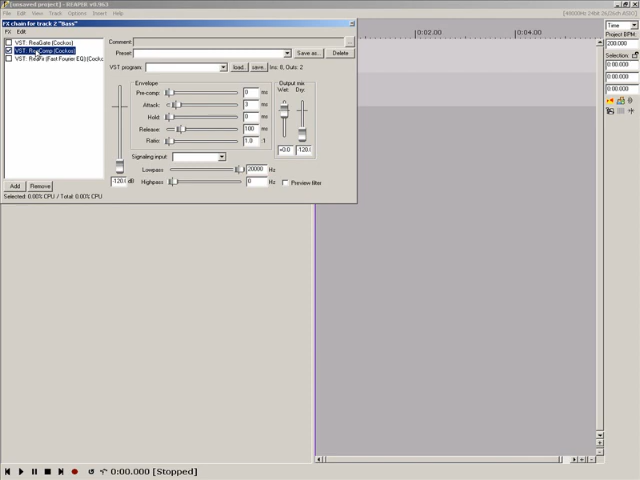 [unsaved project] - REAPER v0.963
File Edit View Track Options Insert Help
[48000Hz 24bit 2i/2och ASIO]
FX chain for track 2 "Bass"
FX Edit
VST: ReaGate (Cockos)
VST: ReaComp (Cockos)
VST: ReaFir (Fast Fourier EQ) (Cocko
Comment:
Preset: Save as... Delete
VST program: load.. save.. Ins: 8, Outs: 2
Envelope
Pre-comp: 0 ms
Attack: 3 ms
Hold: 0 ms
Release: 100 ms
Ratio: 1.0 :1
Output mix
Wet: Dry:
+0.0 -120.
Signaling input:
Lowpass 20000 Hz
Highpass 0 Hz
Preview filter
-120.0 dB
Add Remove
Selected: 0.00% CPU / Total: 0.00% CPU
0:02.00 0:04.00
Time
Project BPM:
200.000
Selection:
0:00.000
0:00.000
0:00.000
0:00.000 [Stopped]